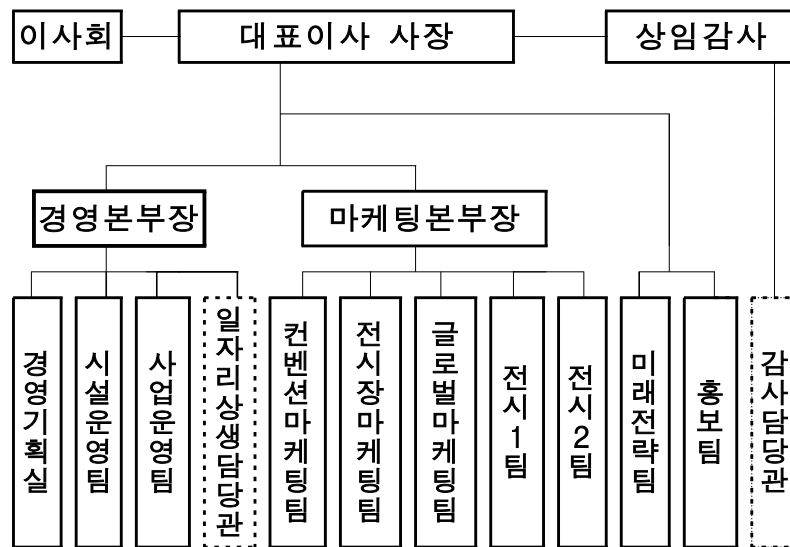 이사회
대표이사 사장
상임감사
경영본부장
마케팅본부장
경영기획실
시설운영팀
사업운영팀
일자리상생담당관
컨벤션마케팅팀
전시장마케팅팀
글로벌마케팅팀
전시1팀
전시2팀
미래전략팀
홍보팀
감사담당관